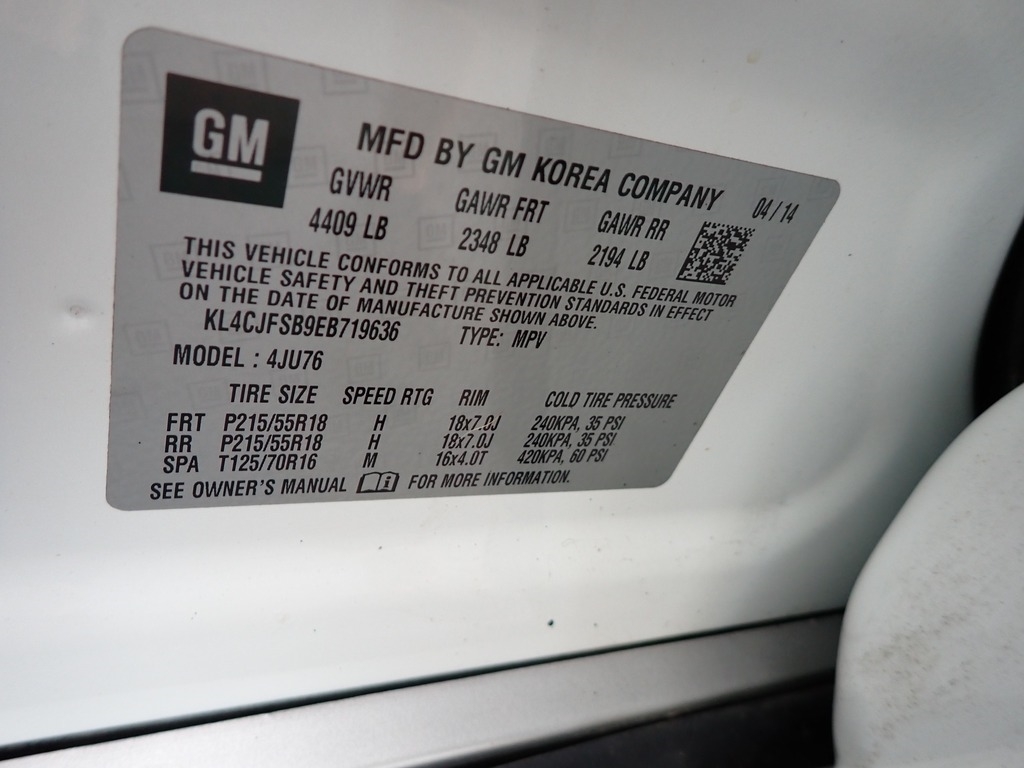 GM
MFD BY GM KOREA COMPANY
04/14
GVWR GAWR FRT GAWR RR
4409 LB 2348 LB 2194 LB
THIS VEHICLE CONFORMS TO ALL APPLICABLE U.S. FEDERAL MOTOR
VEHICLE SAFETY AND THEFT PREVENTION STANDARDS IN EFFECT
ON THE DATE OF MANUFACTURE SHOWN ABOVE.
KL4CJFSB9EB719636 TYPE: MPV
MODEL : 4JU76
TIRE SIZE SPEED RTG RIM COLD TIRE PRESSURE
FRT P215/55R18 H 18x7.0J 240KPA, 35 PSI
RR P215/55R18 H 18x7.0J 240KPA, 35 PSI
SPA T125/70R16 M 16x4.0T 420KPA, 60 PSI
SEE OWNER'S MANUAL i FOR MORE INFORMATION.